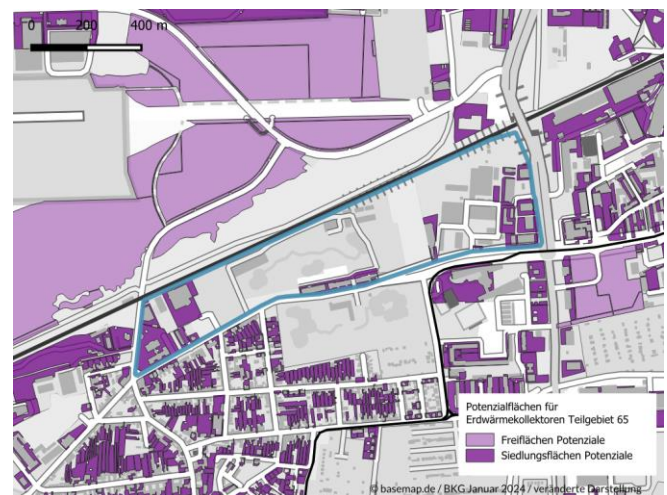 0 200 400 m
Potenzialflächen für
Erdwärmekollektoren Teilgebiet 65
Freiflächen Potenziale
Siedlungsflächen Potenziale
© basemap.de / BKG Januar 2024 / veränderte Darstellung